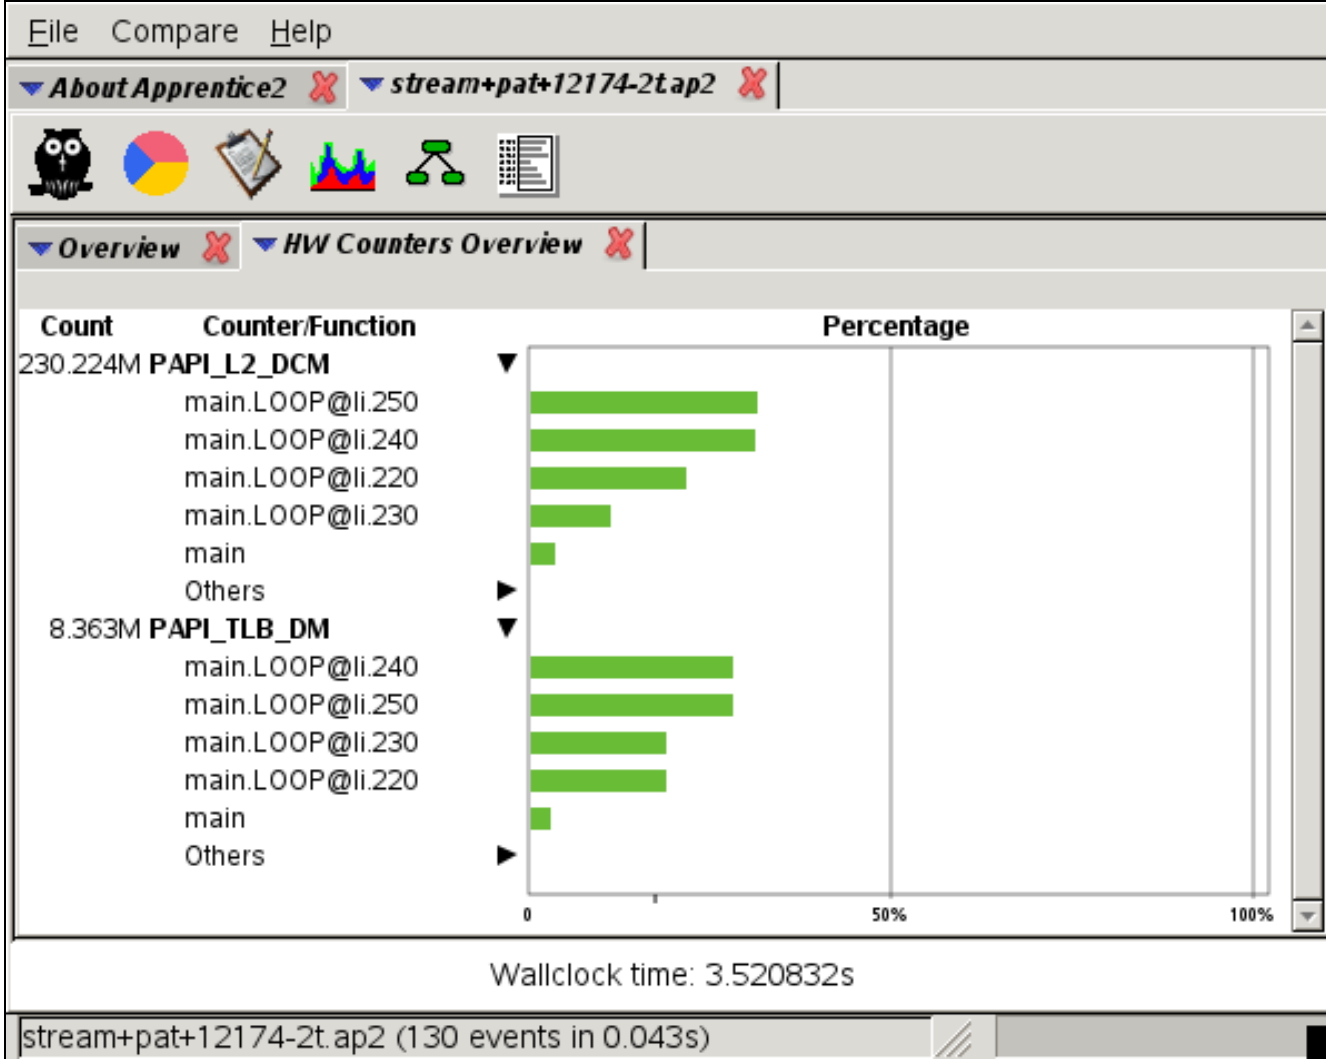 File Compare Help
About Apprentice2 stream+pat+12174-2t.ap2
Overview HW Counters Overview
Count Counter/Function Percentage
230.224M PAPI_L2_DCM
main.LOOP@li.250
main.LOOP@li.240
main.LOOP@li.220
main.LOOP@li.230
main
Others
8.363M PAPI_TLB_DM
main.LOOP@li.240
main.LOOP@li.250
main.LOOP@li.230
main.LOOP@li.220
main
Others
0 50% 100%
Wallclock time: 3.520832s
stream+pat+12174-2t.ap2 (130 events in 0.043s)